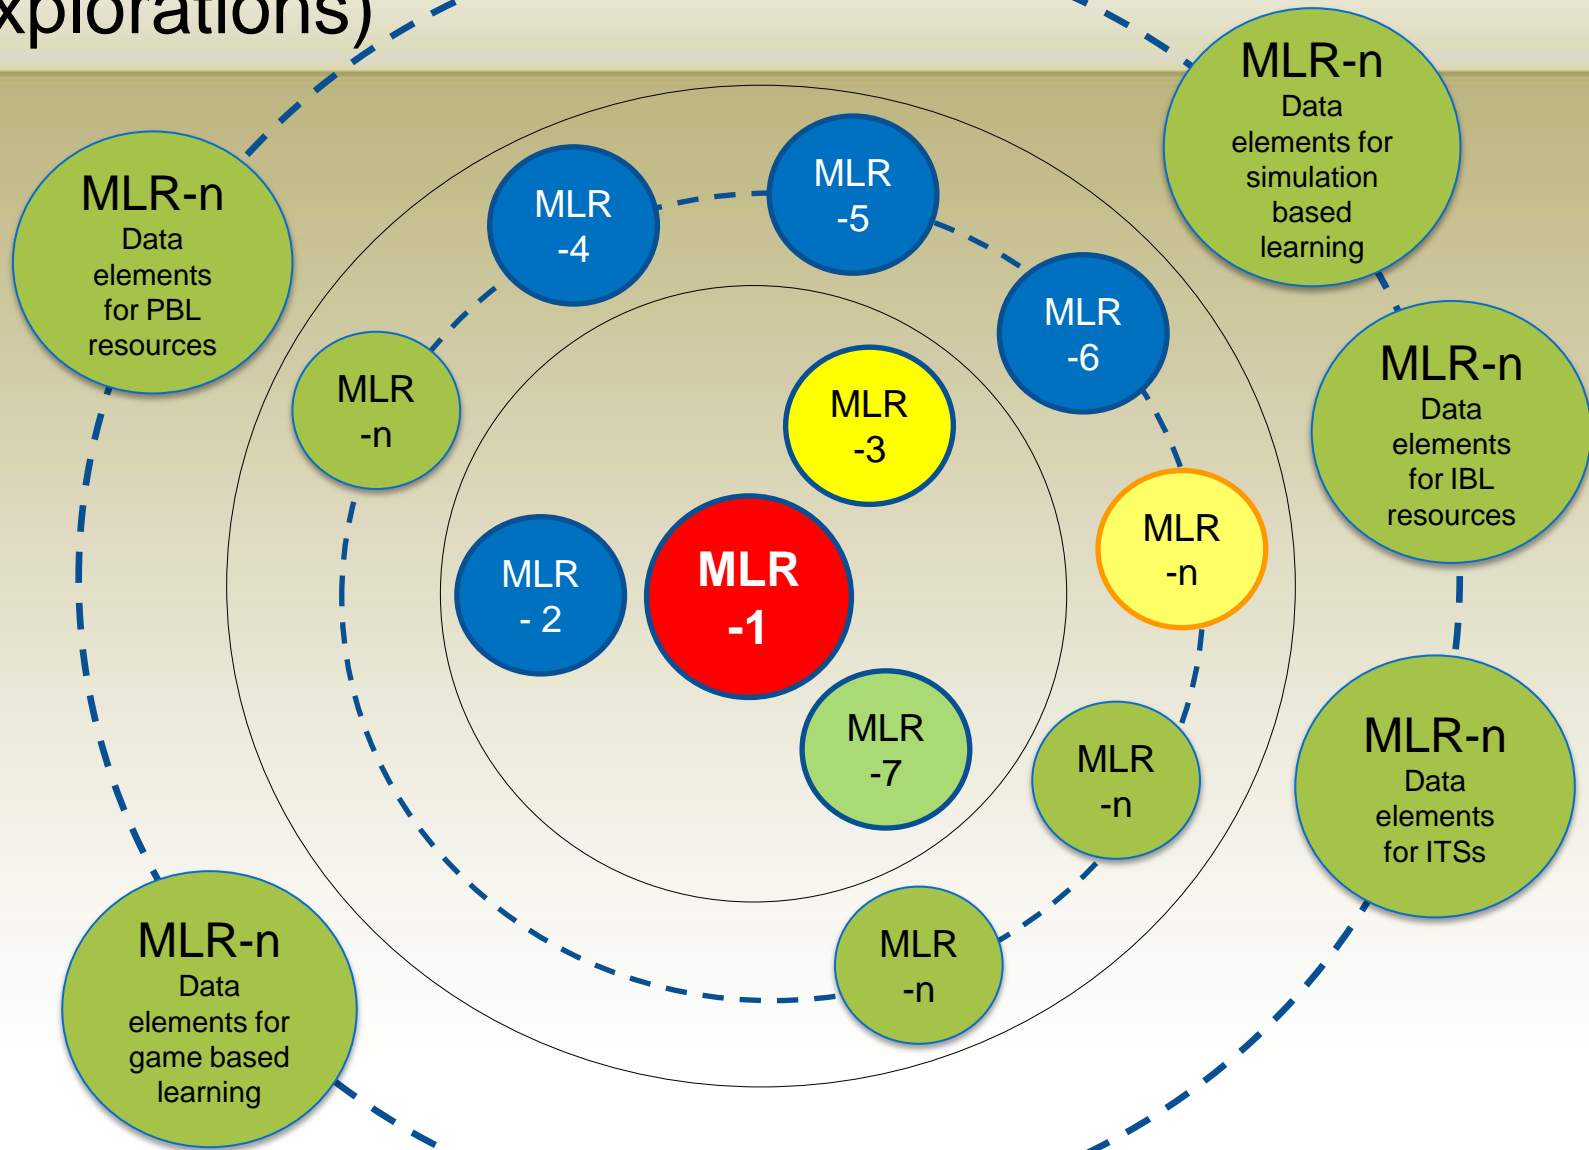 xplorations)
MLR-n
Data
elements for
simulation
based
learning
MLR-n
Data
elements
for PBL
resources
MLR
-4
MLR
-5
MLR
-6
MLR
-n
MLR
-3
MLR-n
Data
elements
for IBL
resources
MLR
-n
MLR
- 2
MLR
-1
MLR
-7
MLR
-n
MLR-n
Data
elements
for ITSs
MLR
-n
MLR-n
Data
elements for
game based
learning